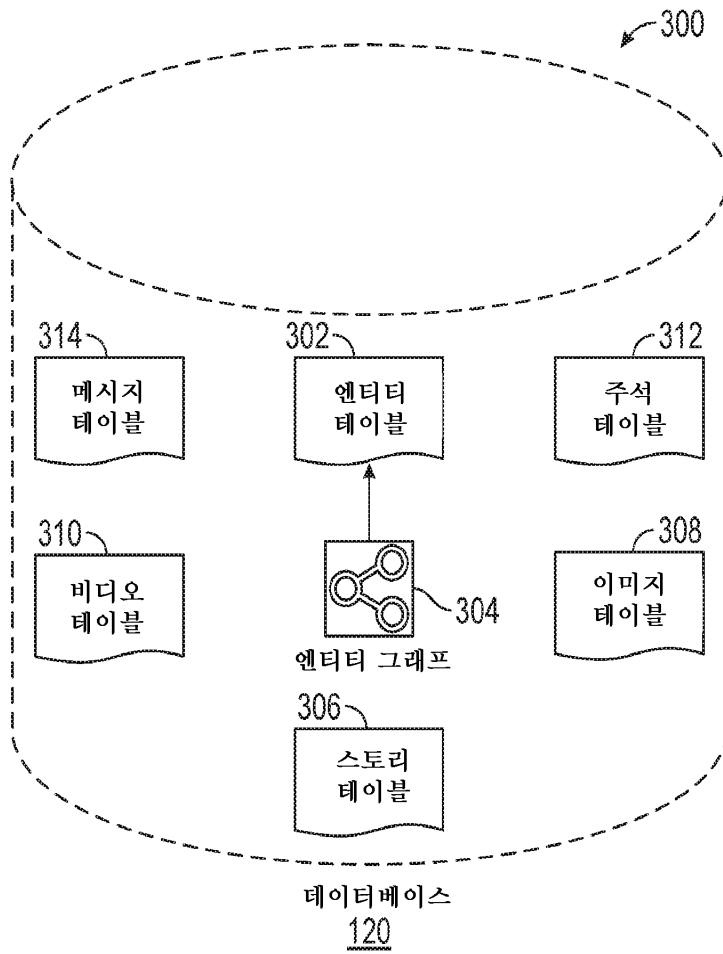 300
314
메시지
테이블
302
엔티티
테이블
312
주석
테이블
310
비디오
테이블
304
엔티티 그래프
308
이미지
테이블
306
스토리
테이블
데이터베이스
120